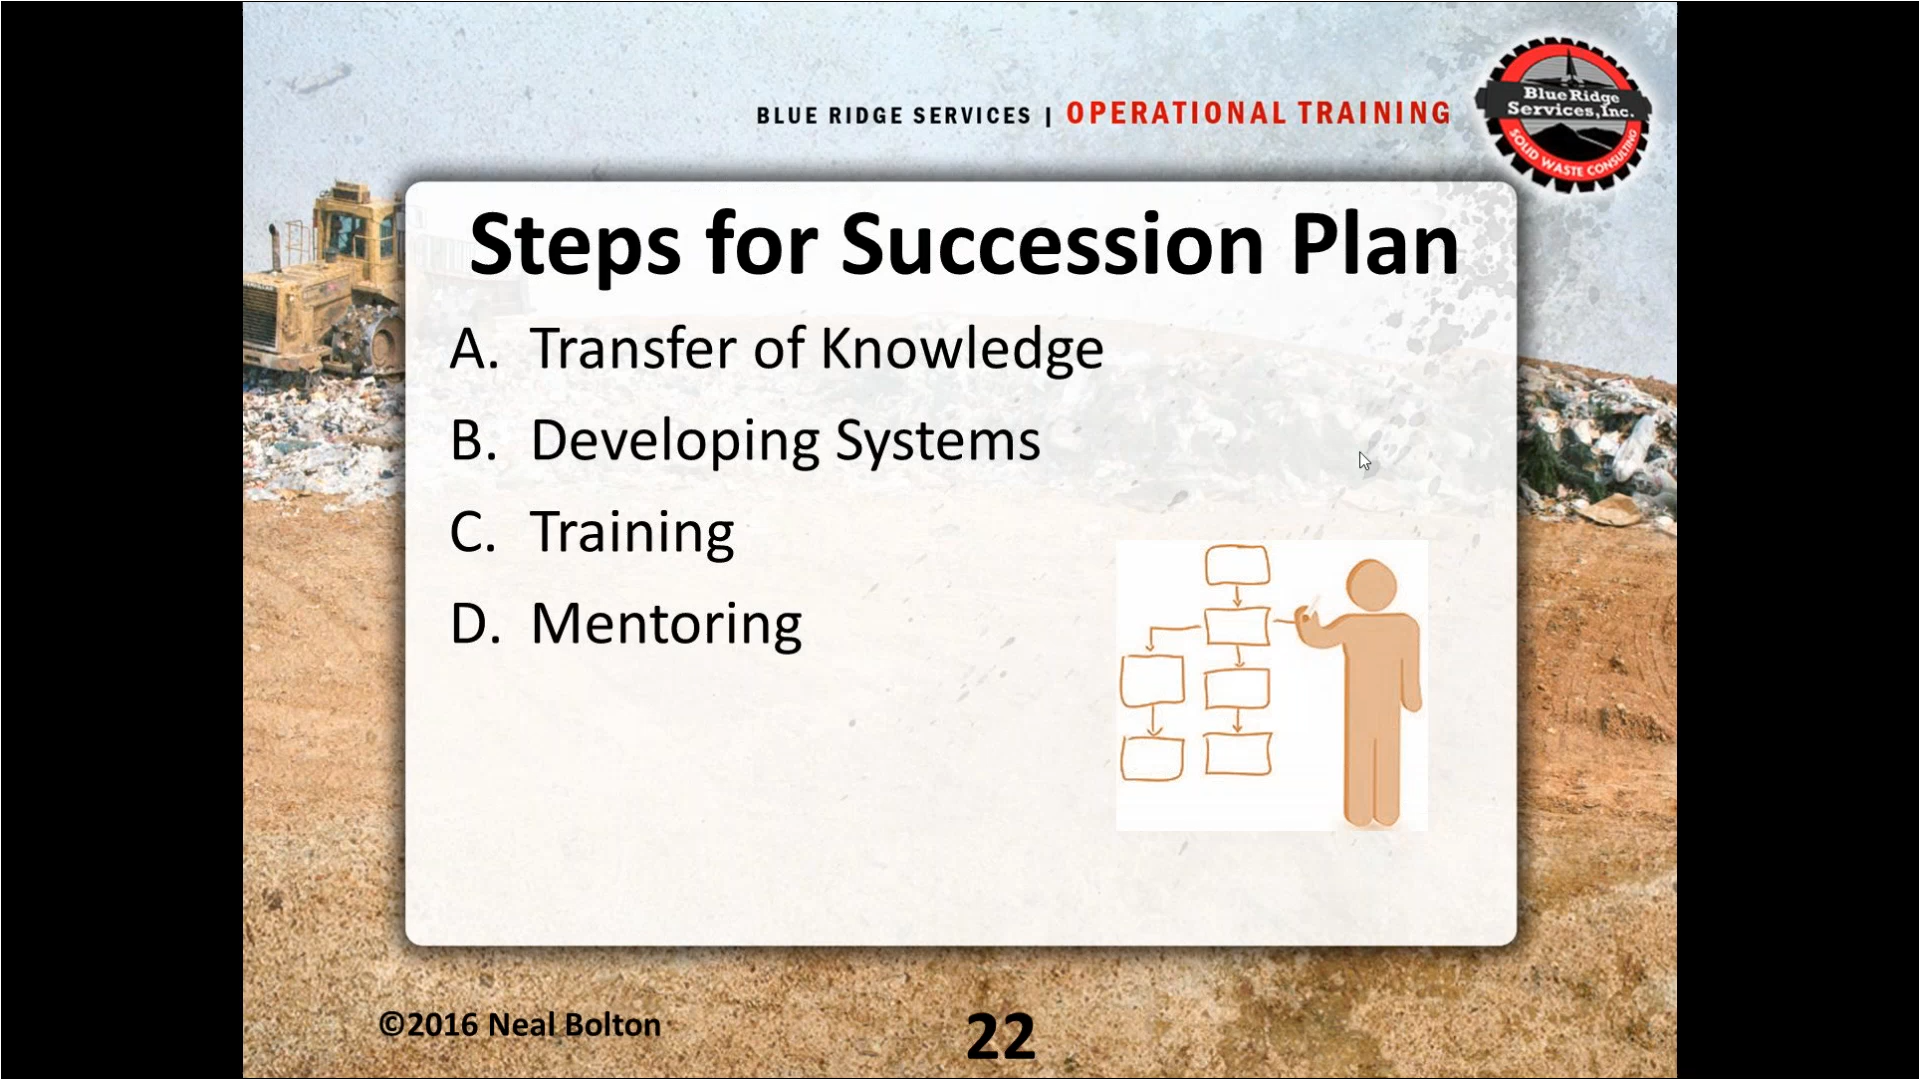 BLUE RIDGE SERVICES | OPERATIONAL TRAINING
Blue Ridge
Services, Inc.
SOLID WASTE CONSULTING
Steps for Succession Plan
A. Transfer of Knowledge
B. Developing Systems
C. Training
D. Mentoring
©2016 Neal Bolton
22